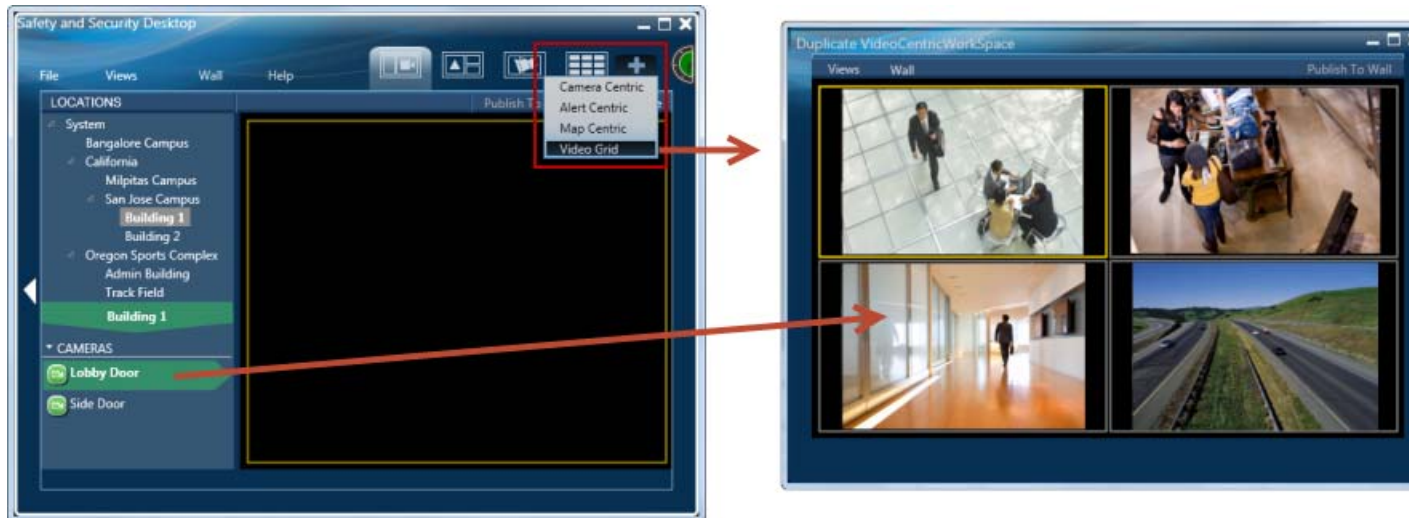 Safety and Security Desktop
File Views Wall Help
Camera Centric
Alert Centric
Map Centric
Video Grid
LOCATIONS
Publish To
System
Bangalore Campus
California
Milpitas Campus
San Jose Campus
Building 1
Building 2
Oregon Sports Complex
Admin Building
Track Field
Building 1
CAMERAS
Lobby Door
Side Door
Duplicate VideoCentricWorkSpace
Views Wall Publish To Wall